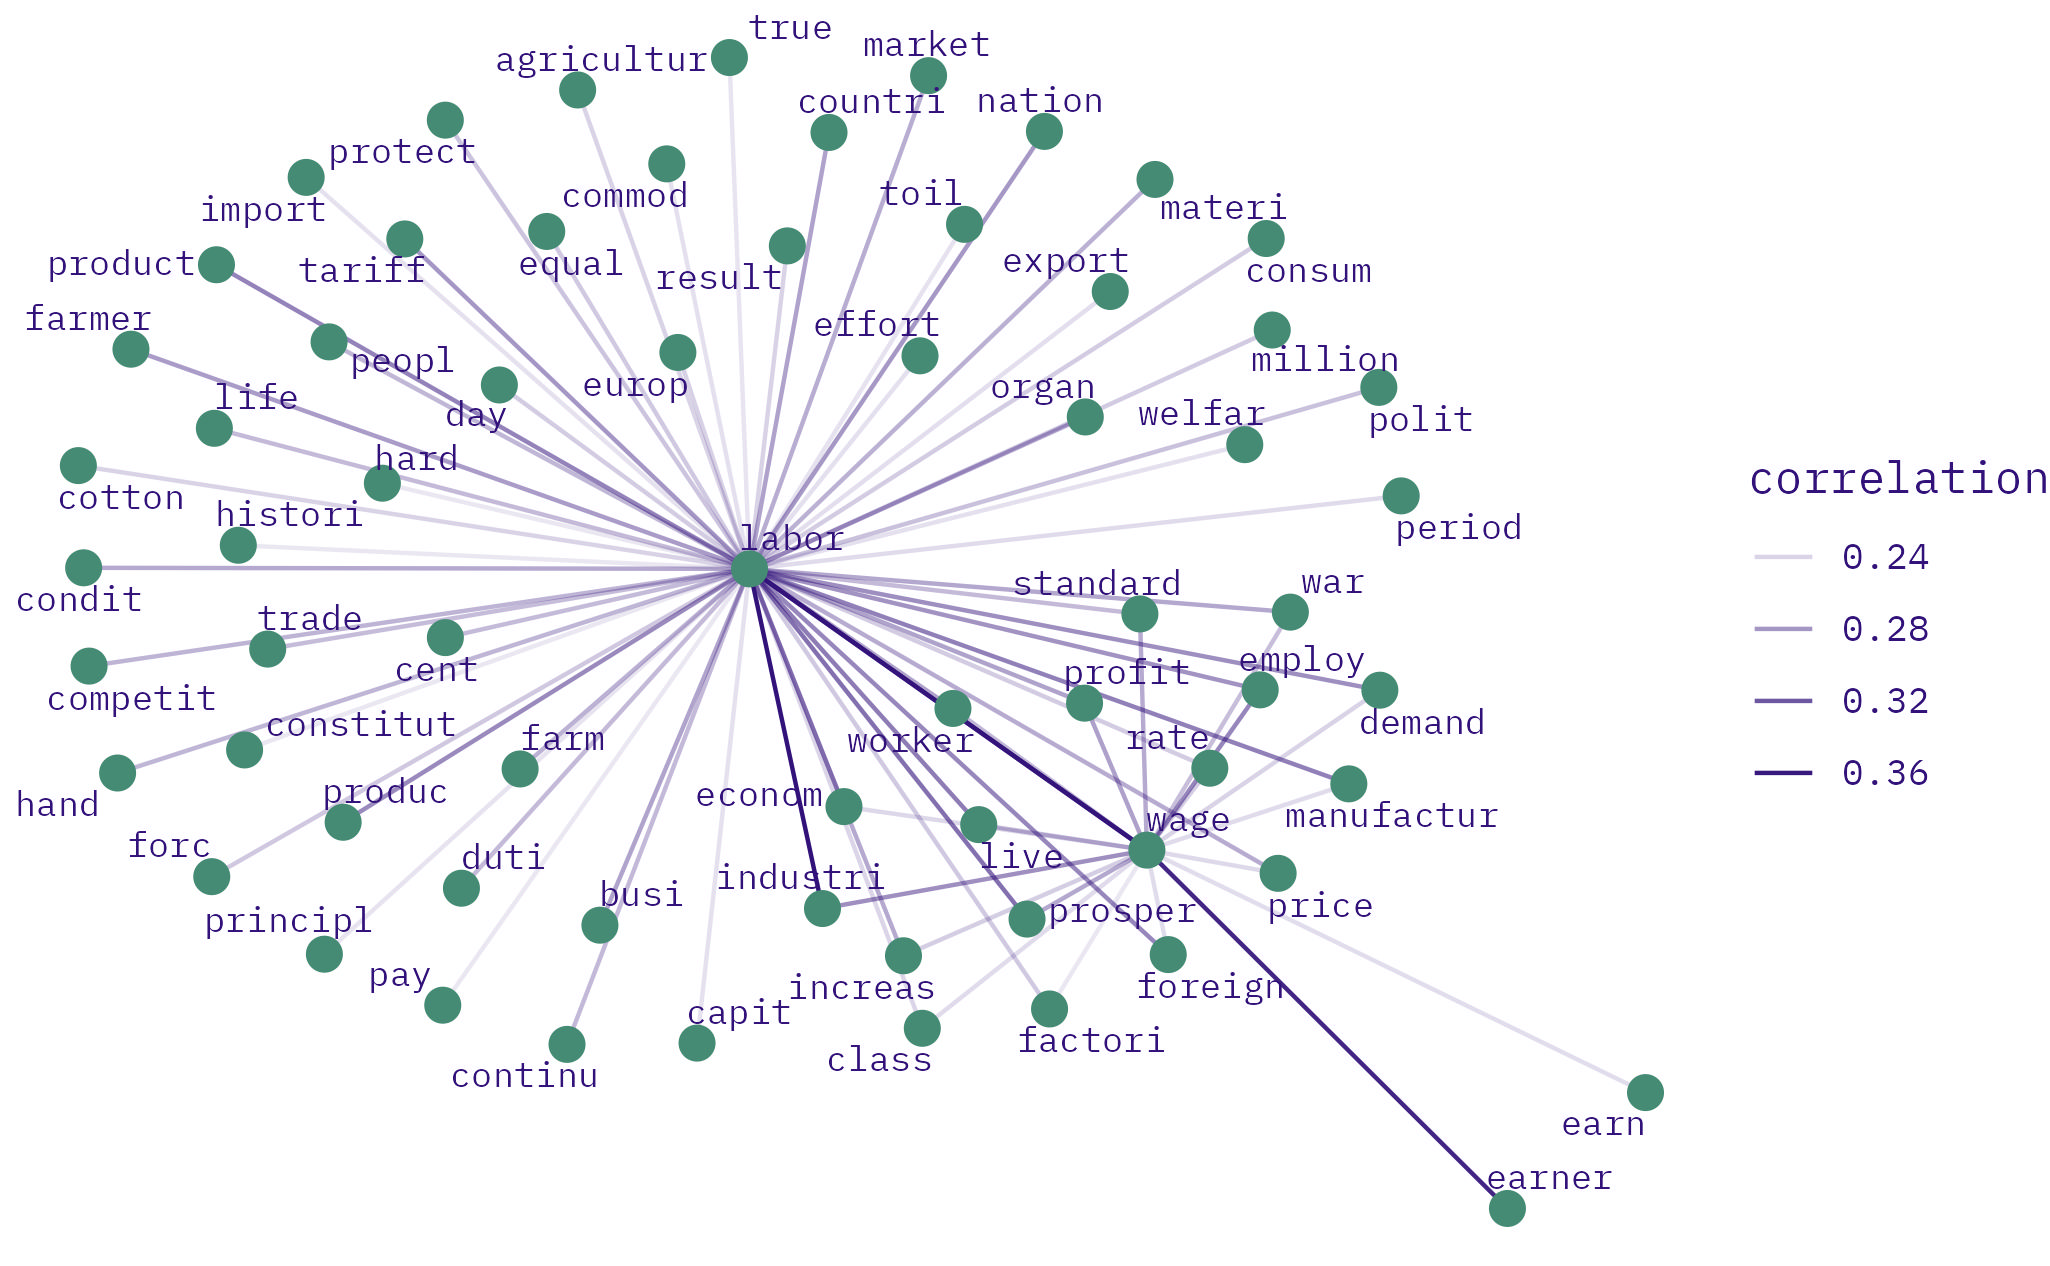 true
market
agricultur
countri
nation
protect
commod
toil
import
materi
product
tariff
equal
result
export
consum
farmer
effort
peopl
million
life
day
europ
organ
welfar
polit
hard
cotton
histori
period
labor
condit
standard
war
trade
competit
cent
profit
employ
constitut
farm
worker
rate
demand
hand
produc
econom
wage
manufactur
forc
duti
live
busi
industri
principl
prosper
price
pay
increas
foreign
capit
continu
class
factori
earn
earner
correlation
0.24
0.28
0.32
0.36